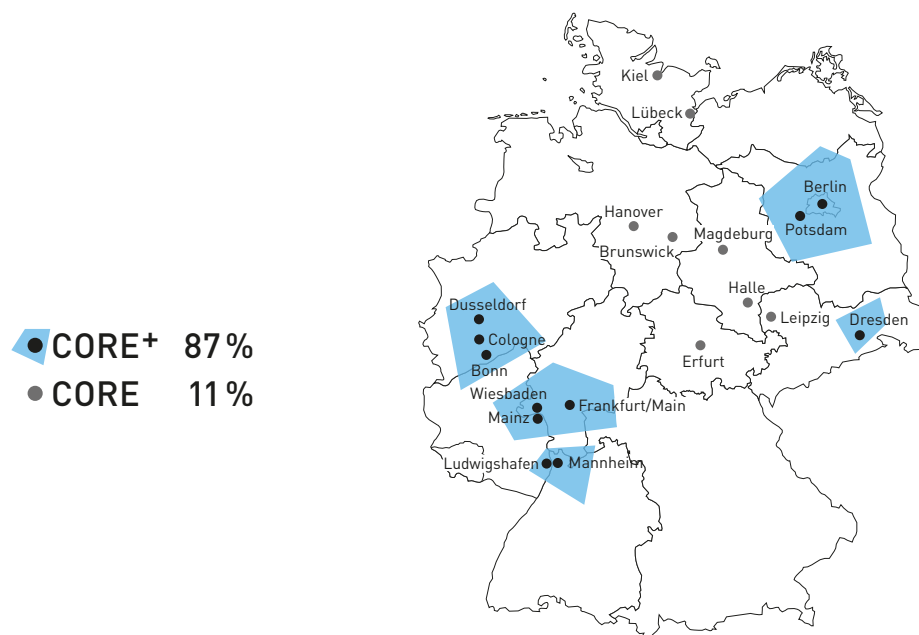 Kiel
Lübeck
Berlin
Potsdam
Hanover
Brunswick
Magdeburg
Halle
Leipzig
Dresden
Erfurt
Dusseldorf
Cologne
Bonn
CORE+ 87 %
CORE 11 %
Wiesbaden
Mainz
Frankfurt/Main
Ludwigshafen
Mannheim